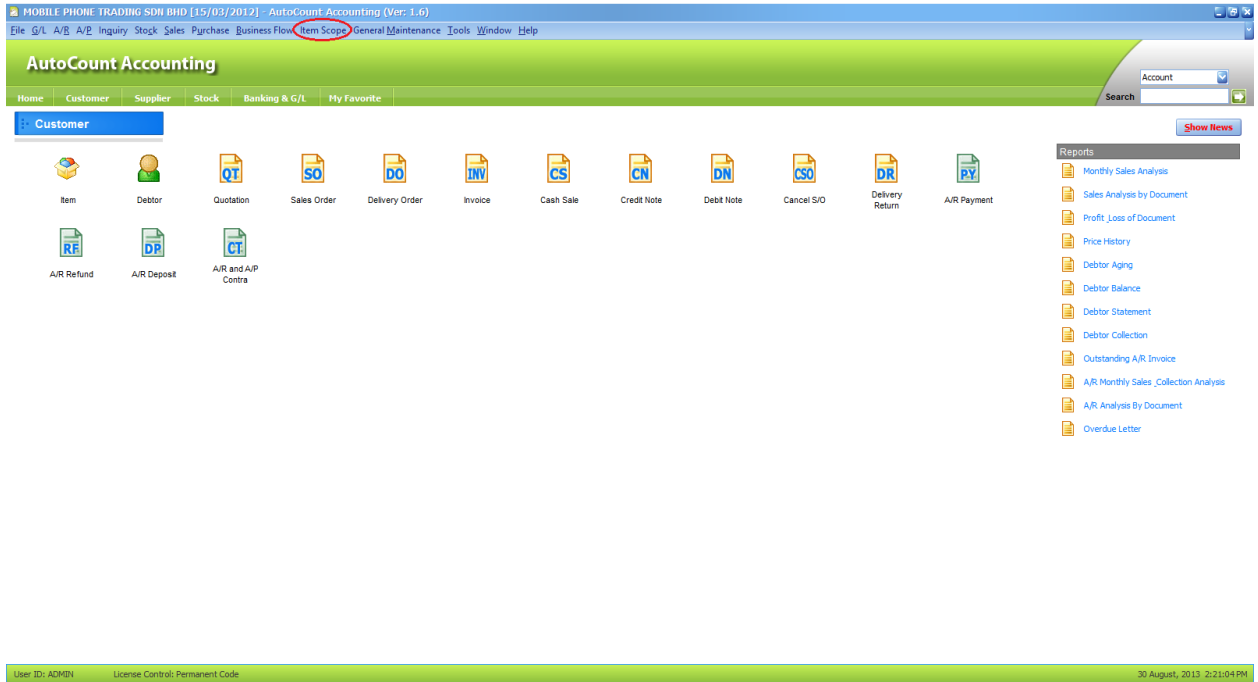 MOBILE PHONE TRADING SDN BHD [15/03/2012] - AutoCount Accounting (Ver: 1.6)
File G/L A/R A/P Inquiry Stock Sales Purchase Business Flow Item Scope General Maintenance Tools Window Help
AutoCount Accounting
Account
Home Customer Supplier Stock Banking & G/L My Favorite
Search
Customer
Show News
QT SO DO INV CS CN DN CSO DR PY
Item Debtor Quotation Sales Order Delivery Order Invoice Cash Sale Credit Note Debit Note Cancel S/O Delivery Return A/R Payment
RF DP CT
A/R Refund A/R Deposit A/R and A/P Contra
Reports
Monthly Sales Analysis
Sales Analysis by Document
Profit _Loss of Document
Price History
Debtor Aging
Debtor Balance
Debtor Statement
Debtor Collection
Outstanding A/R Invoice
A/R Monthly Sales _Collection Analysis
A/R Analysis By Document
Overdue Letter
User ID: ADMIN License Control: Permanent Code 30 August, 2013 2:21:04 PM